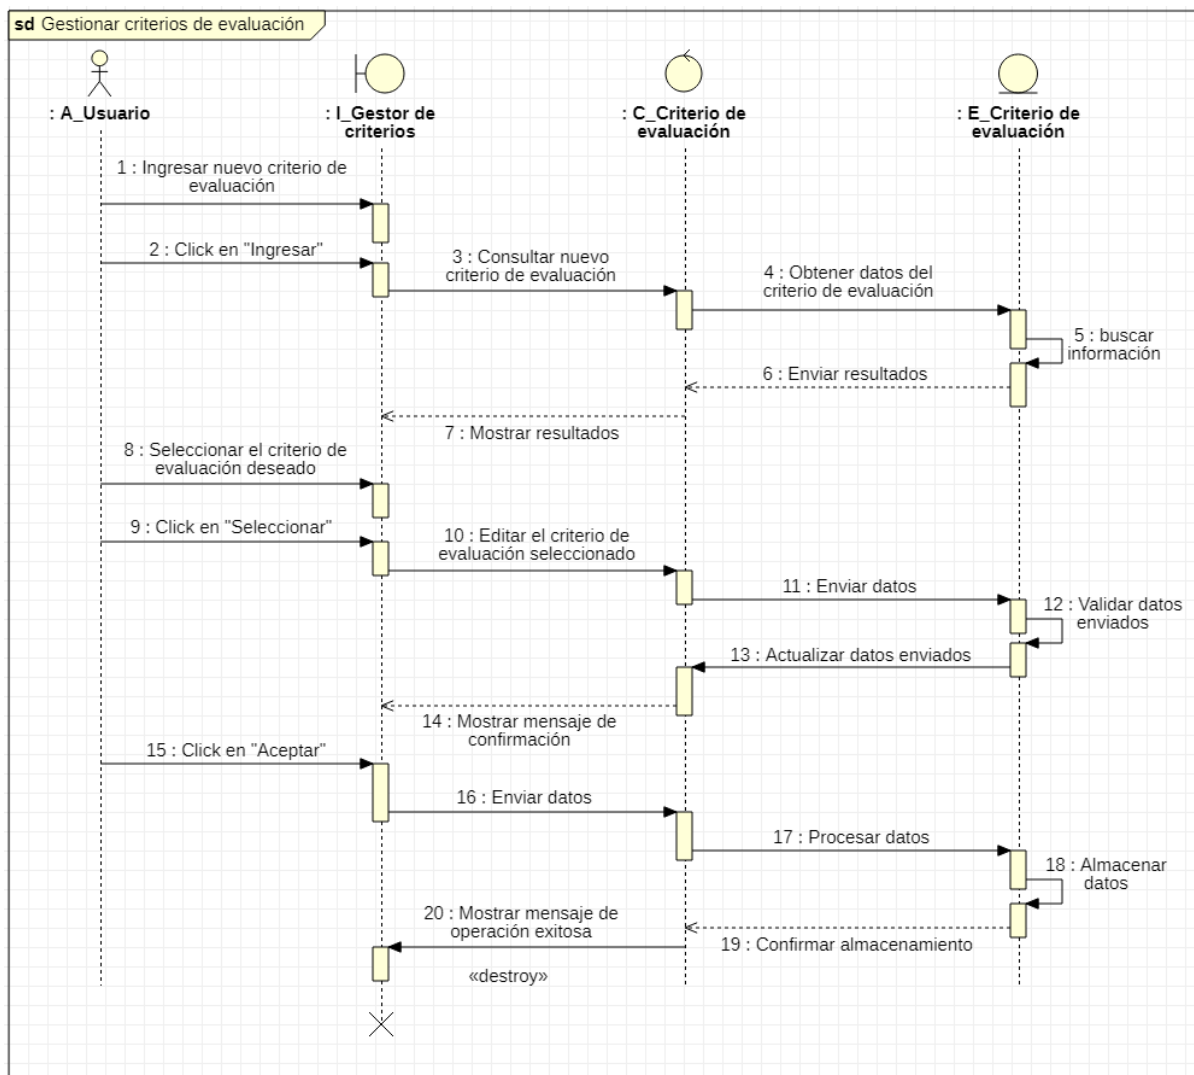 sd Gestionar criterios de evaluación
: A_Usuario
: I_Gestor de
criterios
: C_Criterio de
evaluación
: E_Criterio de
evaluación
1 : Ingresar nuevo criterio de
evaluación
2 : Click en "Ingresar"
3 : Consultar nuevo
criterio de evaluación
4 : Obtener datos del
criterio de evaluación
5 : buscar
información
6 : Enviar resultados
7 : Mostrar resultados
8 : Seleccionar el criterio de
evaluación deseado
9 : Click en "Seleccionar"
10 : Editar el criterio de
evaluación seleccionado
11 : Enviar datos
12 : Validar datos
enviados
13 : Actualizar datos enviados
14 : Mostrar mensaje de
confirmación
15 : Click en "Aceptar"
16 : Enviar datos
17 : Procesar datos
18 : Almacenar
datos
19 : Confirmar almacenamiento
20 : Mostrar mensaje de
operación exitosa
«destroy»